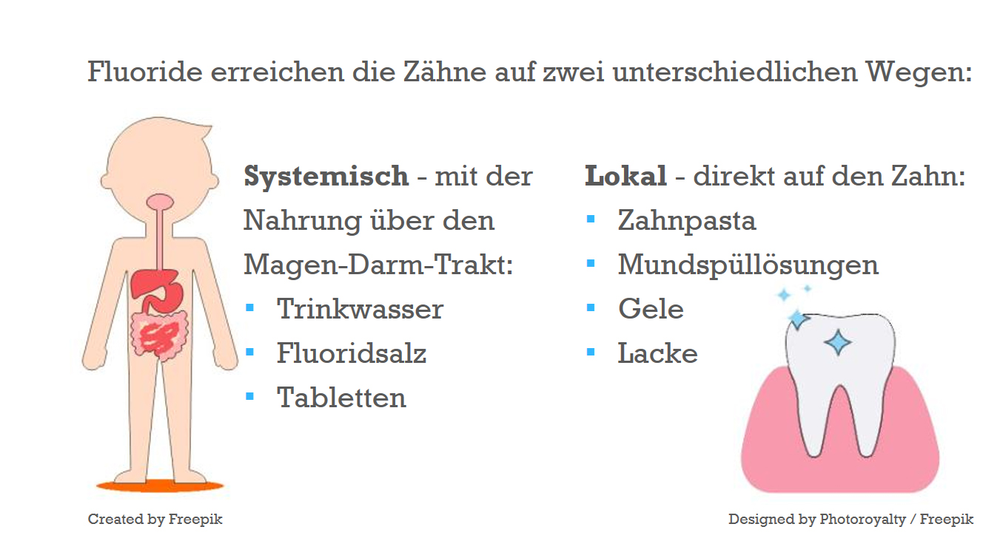 Fluoride erreichen die Zähne auf zwei unterschiedlichen Wegen:
Systemisch - mit der
Nahrung über den
Magen-Darm-Trakt:
▪ Trinkwasser
▪ Fluoridsalz
▪ Tabletten
Lokal - direkt auf den Zahn:
▪ Zahnpasta
▪ Mundspüllösungen
▪ Gele
▪ Lacke
Created by Freepik
Designed by Photoroyalty / Freepik